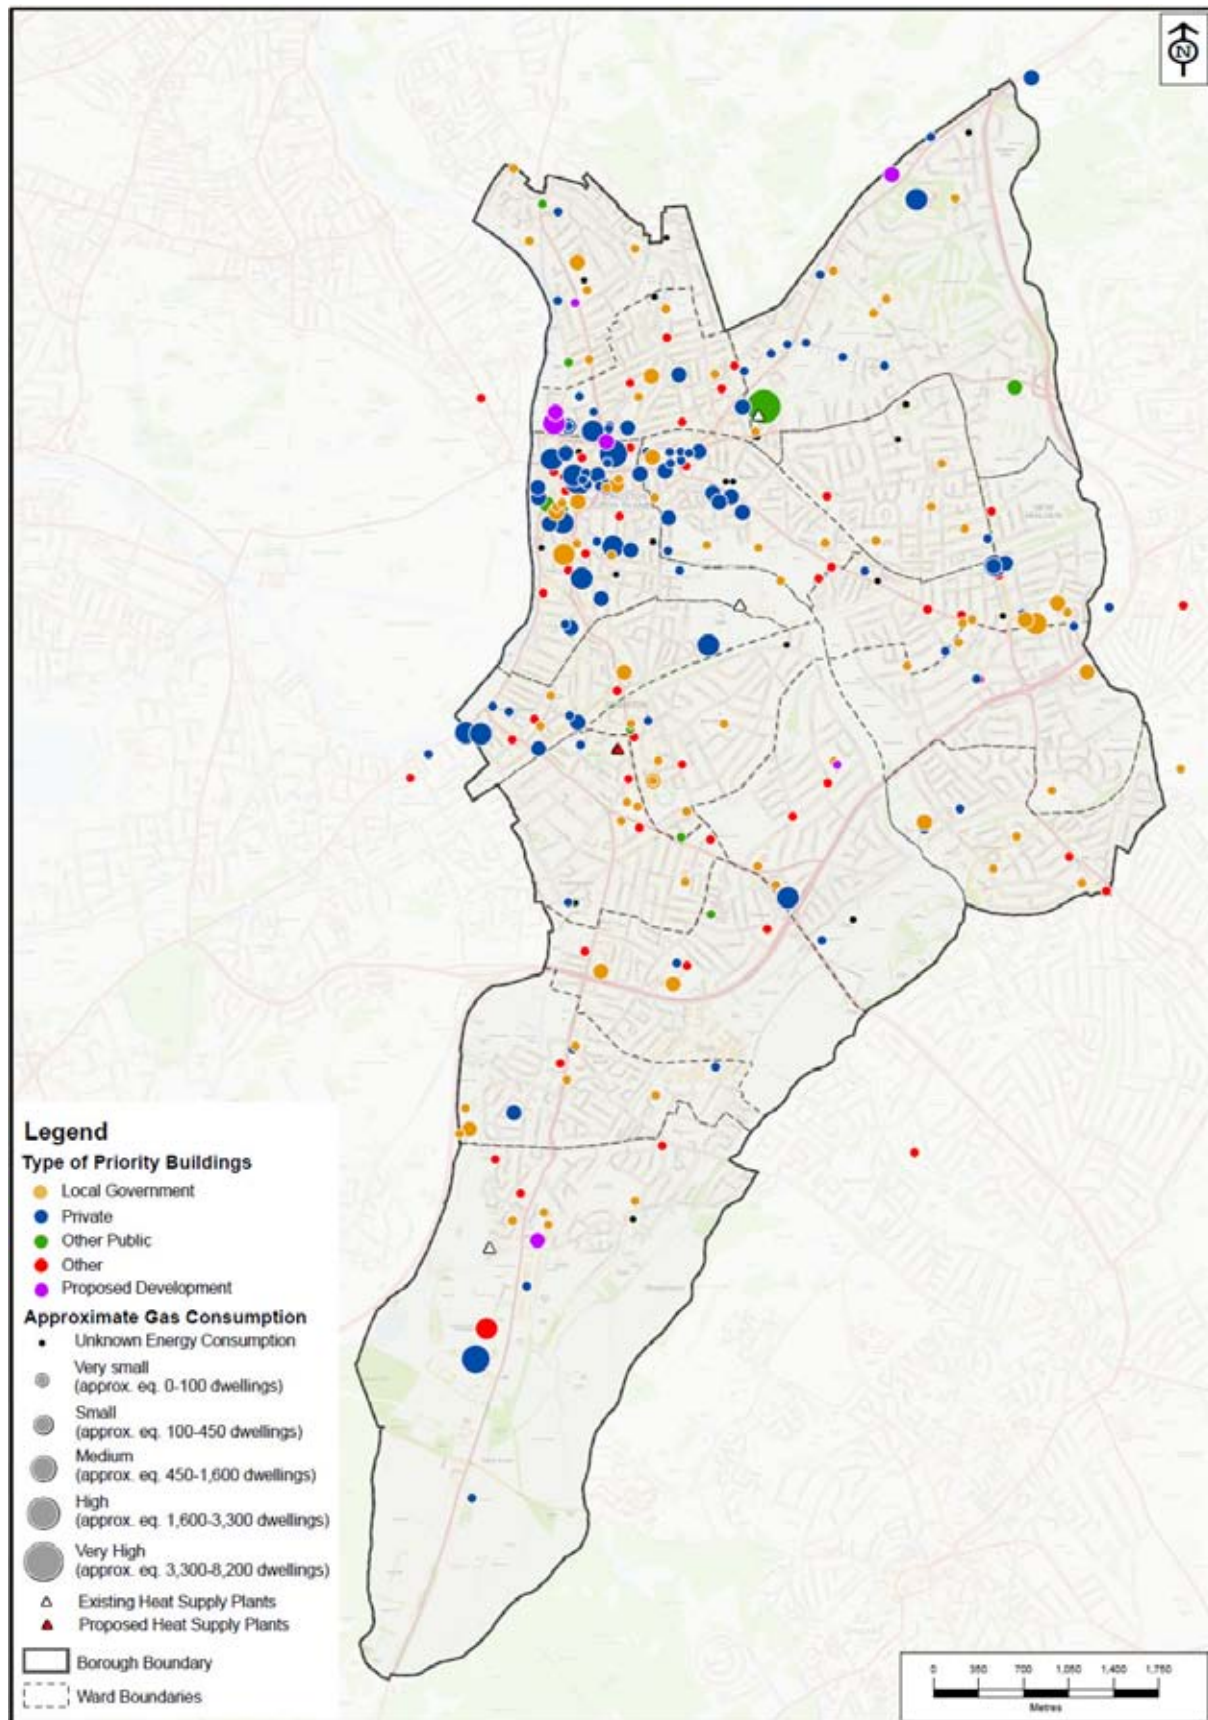 N
Legend
Type of Priority Buildings
Local Government
Private
Other Public
Other
Proposed Development
Approximate Gas Consumption
Unknown Energy Consumption
Very small
(approx. eq. 0-100 dwellings)
Small
(approx. eq. 100-450 dwellings)
Medium
(approx. eq. 450-1,600 dwellings)
High
(approx. eq. 1,600-3,300 dwellings)
Very High
(approx. eq. 3,300-8,200 dwellings)
Existing Heat Supply Plants
Proposed Heat Supply Plants
Borough Boundary
Ward Boundaries
0 350 700 1,050 1,400 1,750
Metres